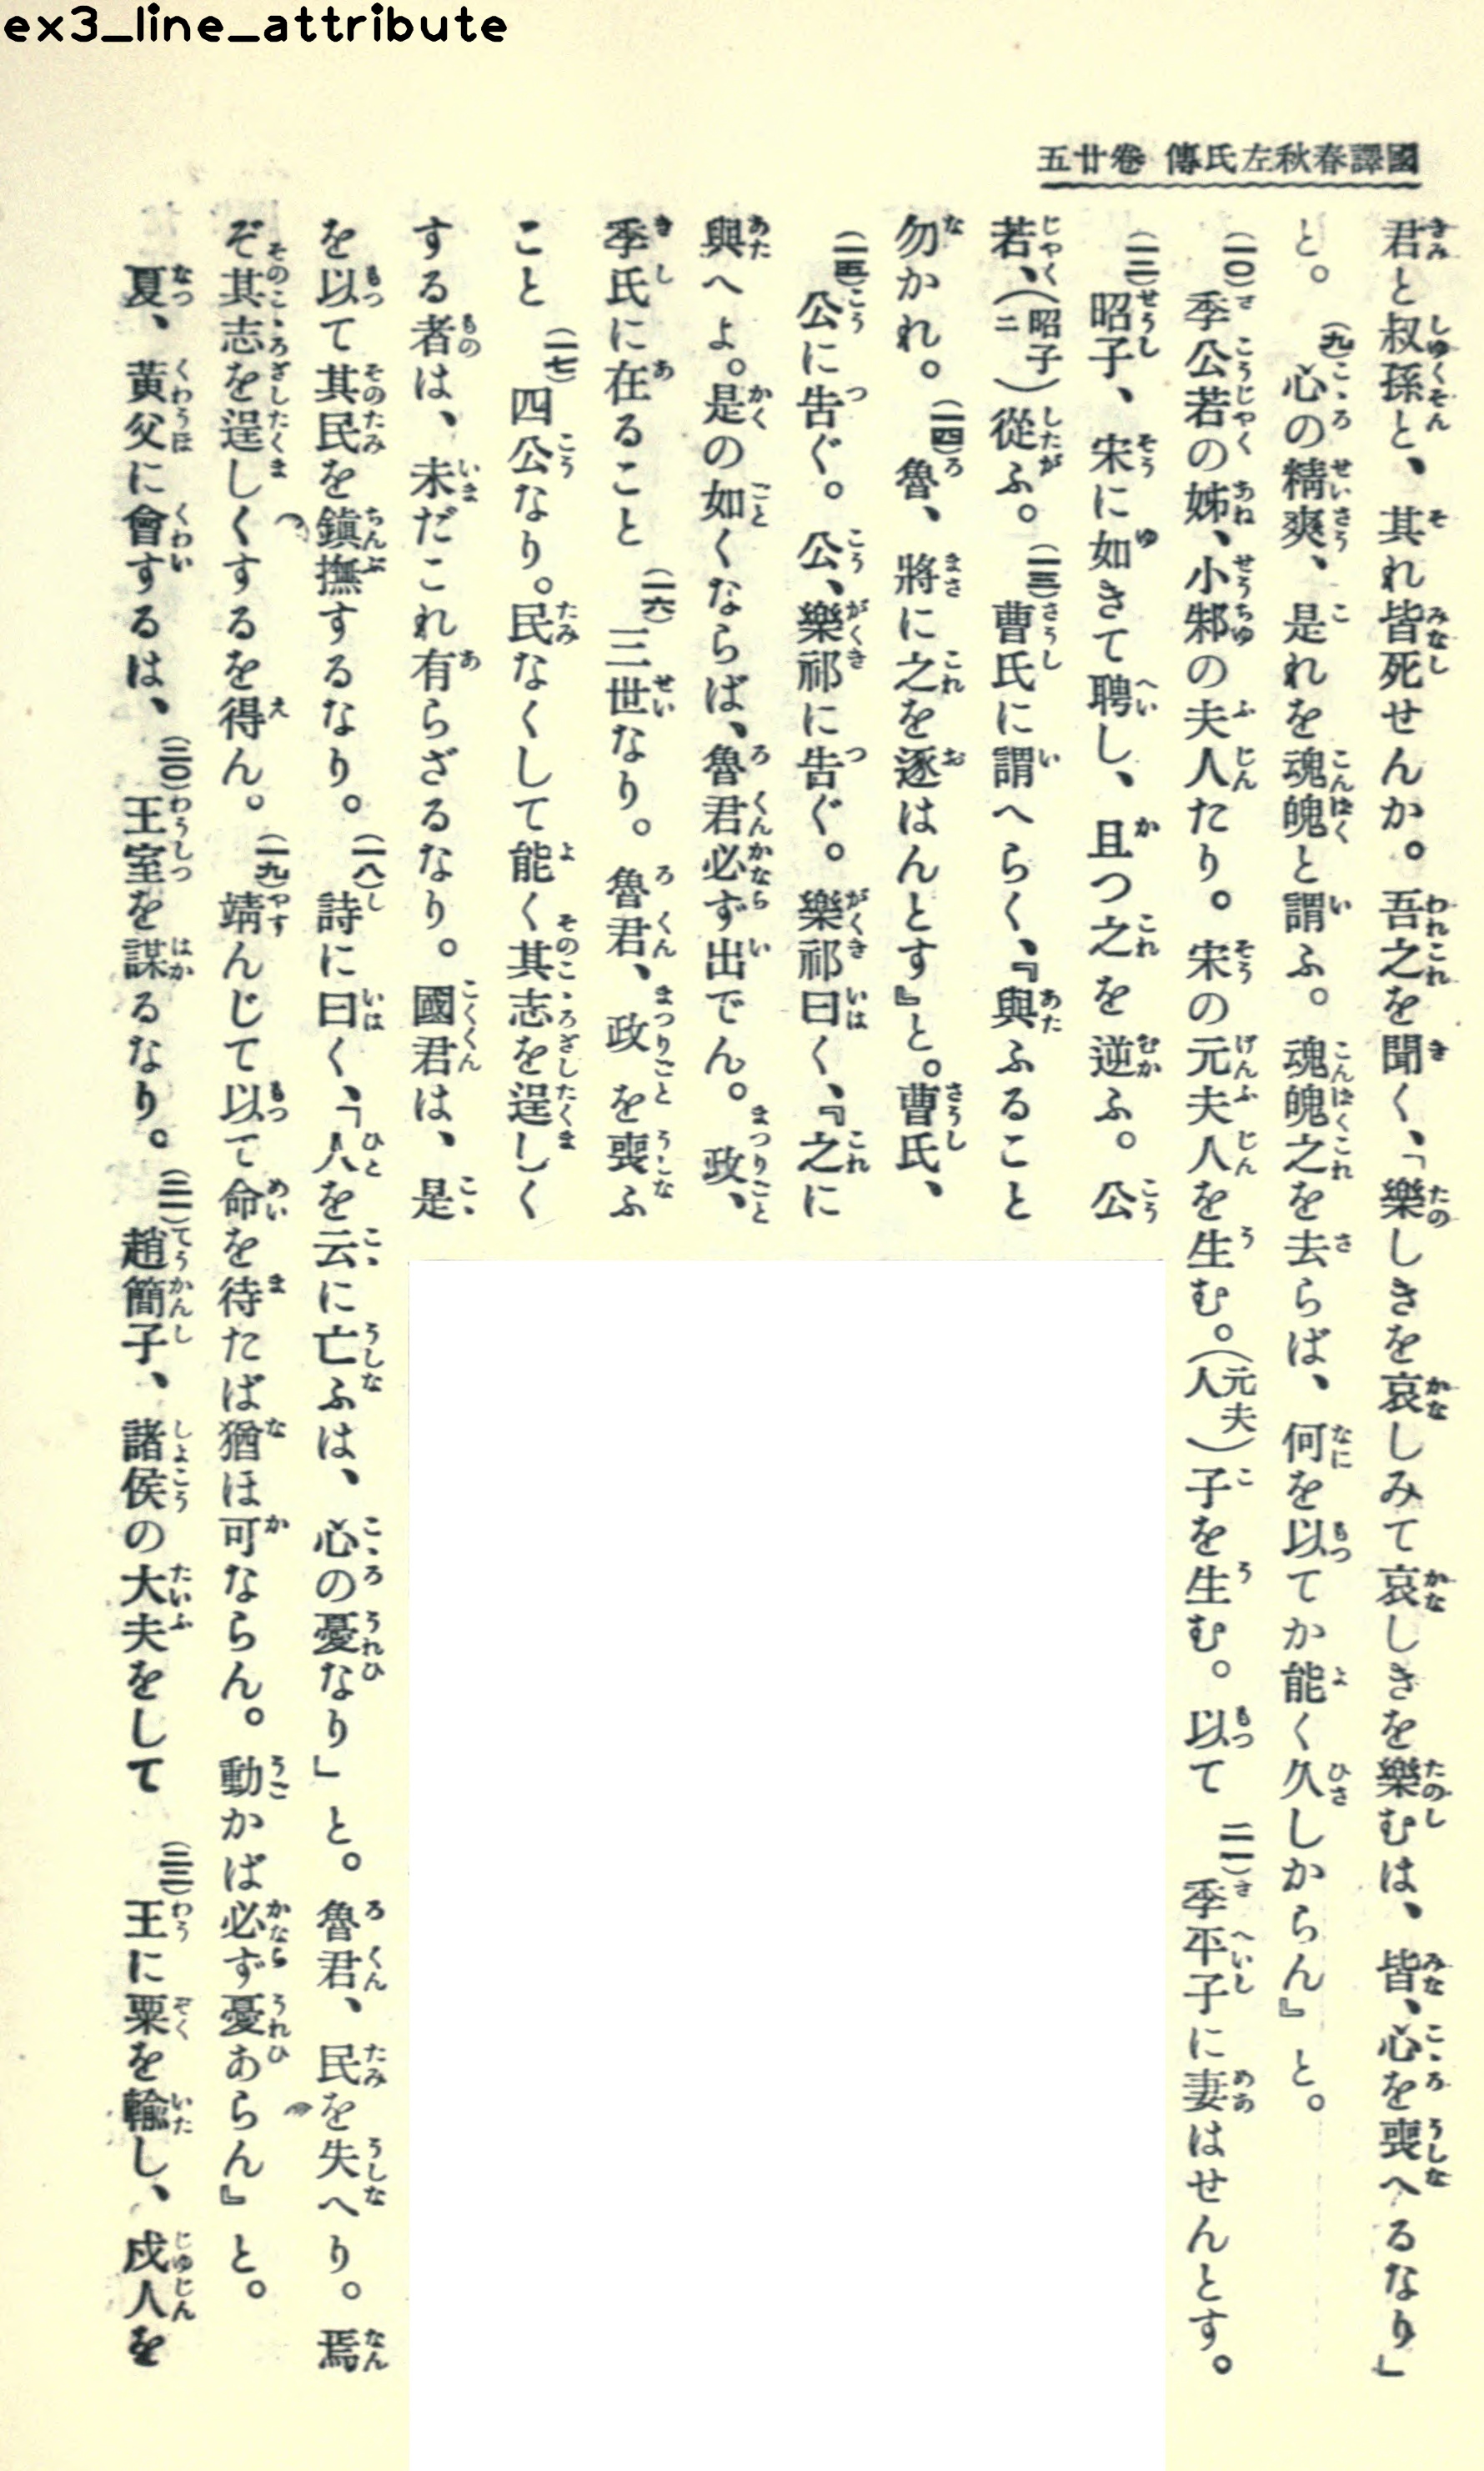 ex3_line_attribute
國譯春秋左氏傳 卷廿五
君と叔孫と、其れ皆死せんか。吾之を聞く、「樂しきを哀しみて哀しきを樂むは、皆、心を喪へるなり」
と。(九)心の精爽、是れを魂魄と謂ふ。魂魄之を去らば、何を以てか能く久しからん』と。
(一〇)季公若の姊、小邾の夫人たり。宋の元夫人を生む。(元夫人)子を生む。以て二一)季平子に妻はせんとす。
(一二)昭子、宋に如きて聘し、且つ之を逆ふ。公
若、(昭子ニ)從ふ。(一三)曹氏に謂へらく、『與ふること
勿かれ。(一四)魯、將に之を逐はんとす』と。曹氏、
(一五)公に告ぐ。公、樂祁に告ぐ。樂祁曰く、『之に
與へよ。是の如くならば、魯君必ず出でん。政、
季氏に在ること(一六)三世なり。魯君、政を喪ふ
こと(一七)四公なり。民なくして能く其志を逞しく
する者は、未だこれ有らざるなり。國君は、是
を以て其民を鎭撫するなり。(一八)詩に曰く、「人を云に亡ふは、心の憂なり」と。魯君、民を失へり。焉
ぞ其志を逞しくするを得ん。(一九)靖んじて以て命を待たば猶ほ可ならん。動かば必ず憂あらん』と。
夏、黃父に會するは、(二〇)王室を謀るなり。(二一)趙簡子、諸侯の大夫をして(二二)王に粟を輸し、戍人を